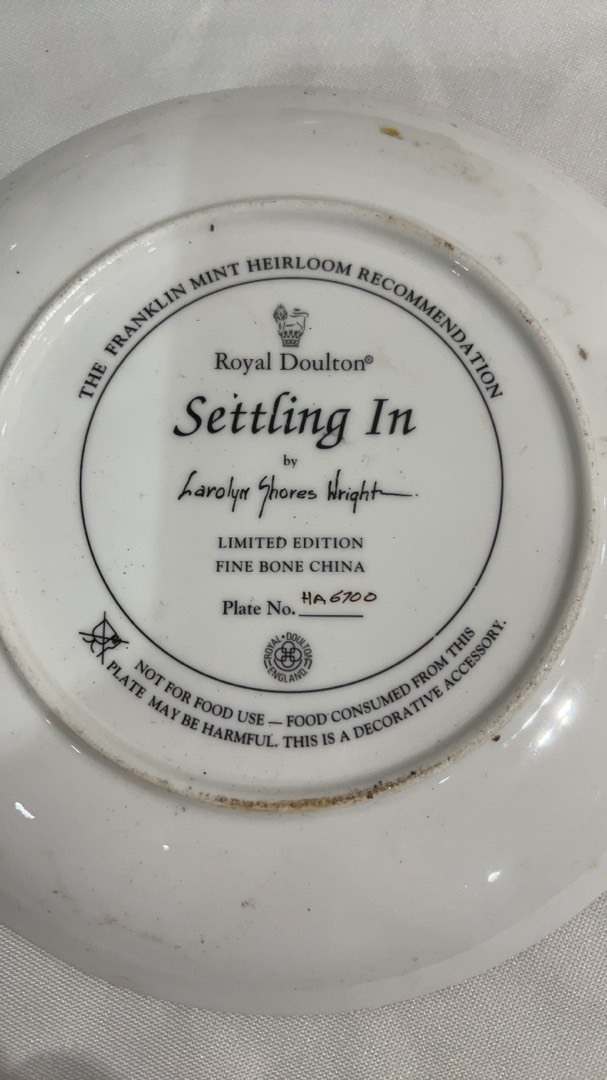 THE FRANKLIN MINT HEIRLOOM RECOMMENDATION
Royal Doulton®
Settling In
by
Carolyn Shores Wright
LIMITED EDITION
FINE BONE CHINA
Plate No. HA6700
ROYAL · DOULTON
ENGLAND
NOT FOR FOOD USE — FOOD CONSUMED FROM THIS
PLATE MAY BE HARMFUL. THIS IS A DECORATIVE ACCESSORY.